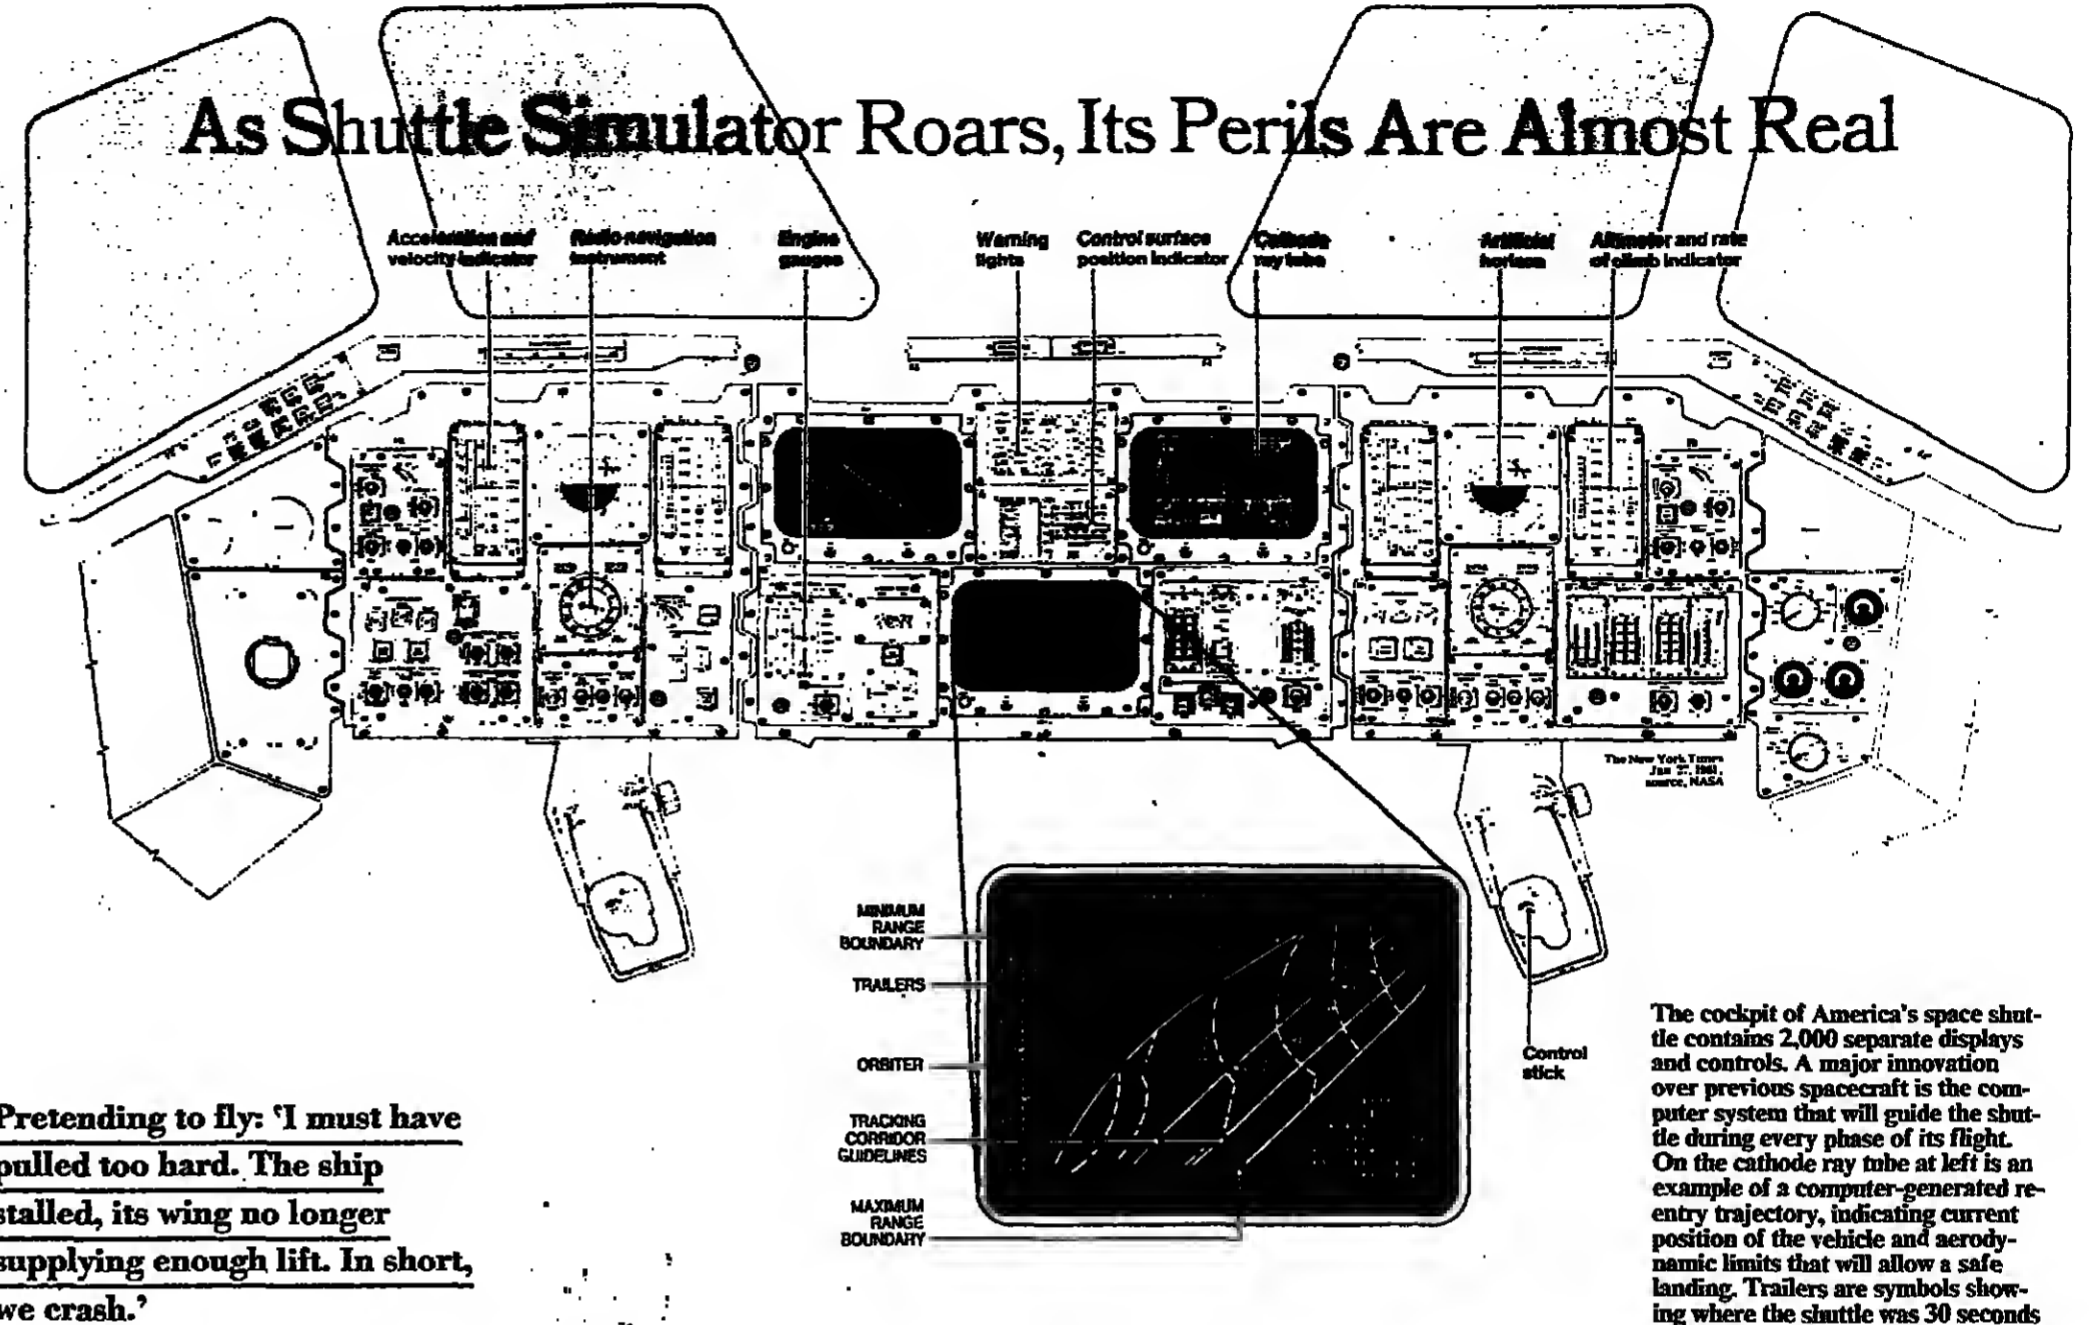 As Shuttle Simulator Roars, Its Perils Are Almost Real
Acceleration and
velocity indicator
Radio navigation
instrument
Engine
gauges
Warning
lights
Control surface
position indicator
Cathode
ray tube
Artificial
horizon
Altimeter and rate
of climb indicator
The New York Times
Jan 27, 1981,
source, NASA
MINIMUM
RANGE
BOUNDARY
TRAILERS
ORBITER
TRACKING
CORRIDOR
GUIDELINES
MAXIMUM
RANGE
BOUNDARY
Control
stick
Pretending to fly: ‘I must have
pulled too hard. The ship
stalled, its wing no longer
supplying enough lift. In short,
we crash.’
The cockpit of America's space shut-
tle contains 2,000 separate displays
and controls. A major innovation
over previous spacecraft is the com-
puter system that will guide the shut-
tle during every phase of its flight.
On the cathode ray tube at left is an
example of a computer-generated re-
entry trajectory, indicating current
position of the vehicle and aerody-
namic limits that will allow a safe
landing. Trailers are symbols show-
ing where the shuttle was 30 seconds